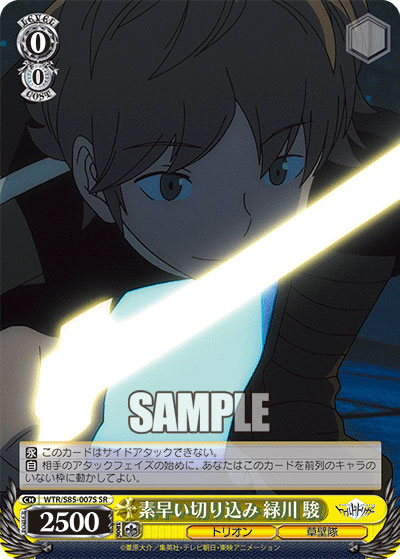 LEVEL
0
0
COST
SAMPLE
永 このカードはサイドアタックできない。
自 相手のアタックフェイズの始めに、あなたはこのカードを前列のキャラの
いない枠に動かしてよい。
CH WTR/S85-007S SR
素早い切り込み 緑川 駿
POWER 2500 SOUL
トリオン
草壁隊
©葦原大介／集英社・テレビ朝日・東映アニメーション